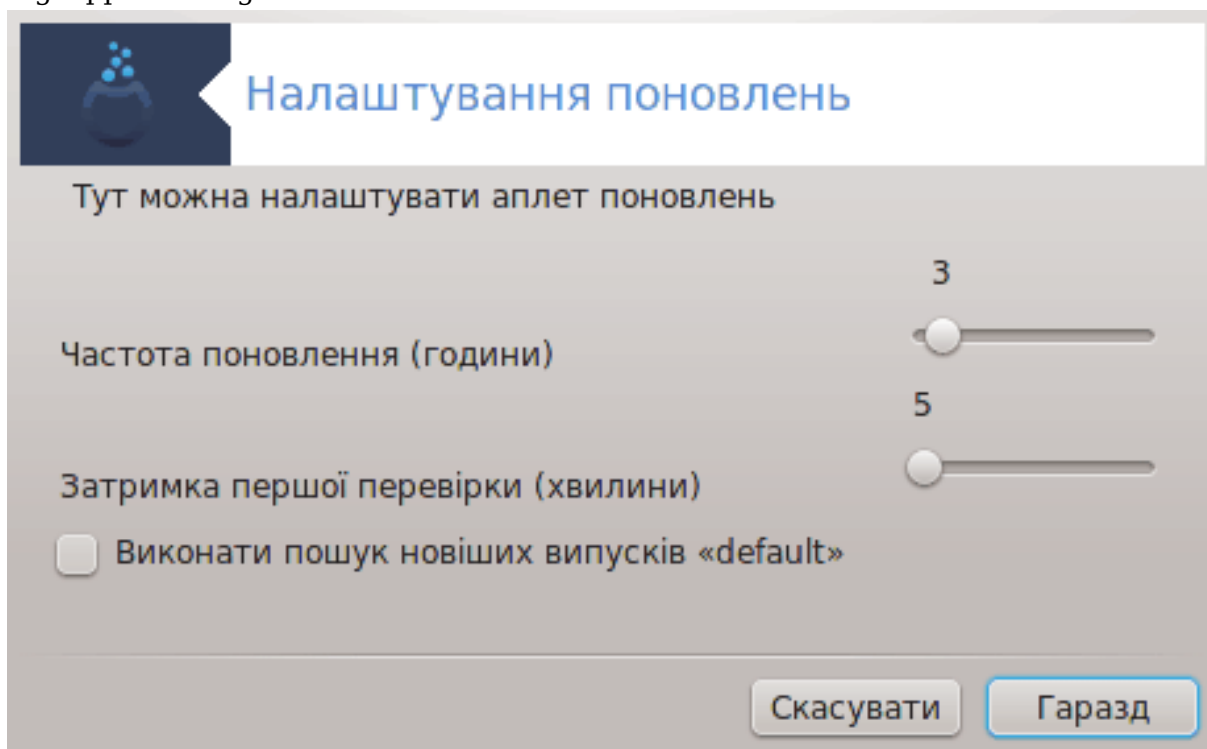 Налаштування поновлень
Тут можна налаштувати аплет поновлень
3
Частота поновлення (години)
5
Затримка першої перевірки (хвилини)
Виконати пошук новіших випусків «default»
Скасувати
Гаразд